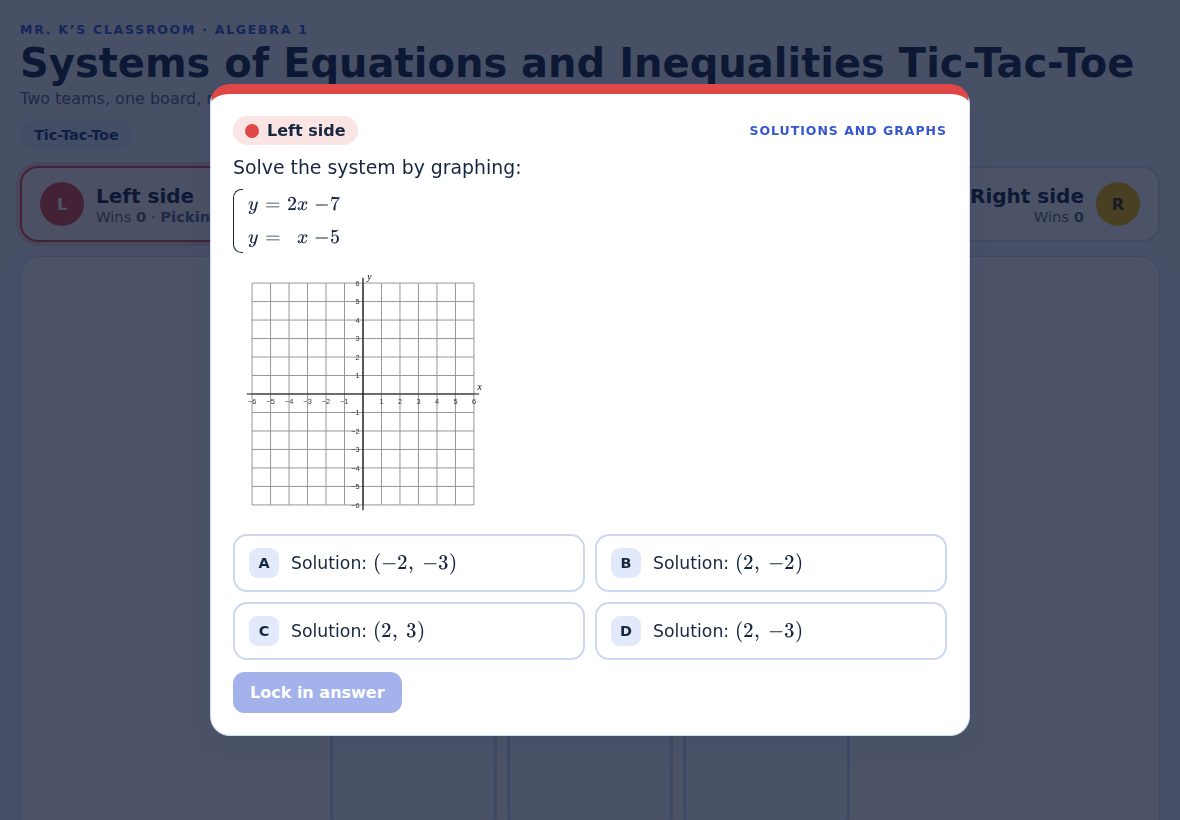 MR. K’S CLASSROOM · ALGEBRA 1
Systems of Equations and Inequalities Tic-Tac-Toe
Two teams, one board,
Tic-Tac-Toe
L
Left side
Wins 0 · Pickin
Right side
Wins 0
R
Left side
SOLUTIONS AND GRAPHS
Solve the system by graphing:
y = 2x −7
y = x −5
y
6
5
4
3
2
1
x
−6 −5 −4 −3 −2 −1 1 2 3 4 5 6
−1
−2
−3
−4
−5
−6
A Solution: (−2, −3)
B Solution: (2, −2)
C Solution: (2, 3)
D Solution: (2, −3)
Lock in answer